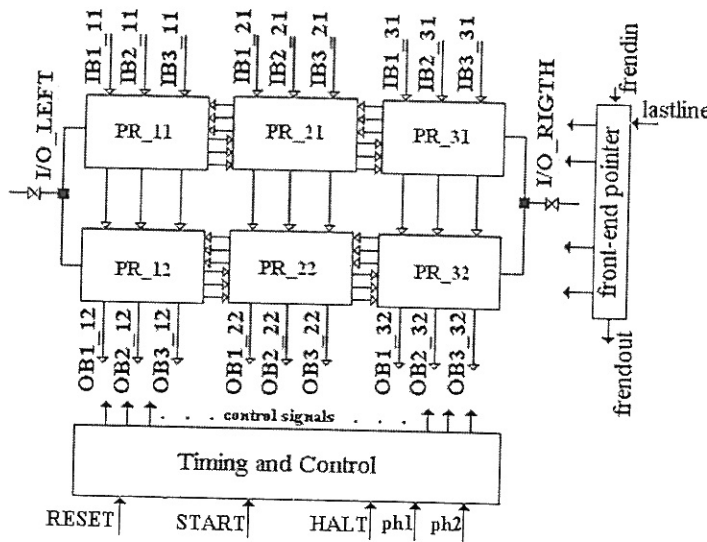 IB1_11
IB2_11
IB3_11
IB1_21
IB2_21
IB3_21
IB1_31
IB2_31
IB3_31
frendin
lastline
I/O_LEFT
PR_11
PR_21
PR_31
I/O_RIGTH
front-end pointer
PR_12
PR_22
PR_32
OB1_12
OB2_12
OB3_12
OB1_22
OB2_22
OB3_22
OB1_32
OB2_32
OB3_32
frendout
. . . control signals . . .
Timing and Control
RESET
START
HALT
ph1
ph2